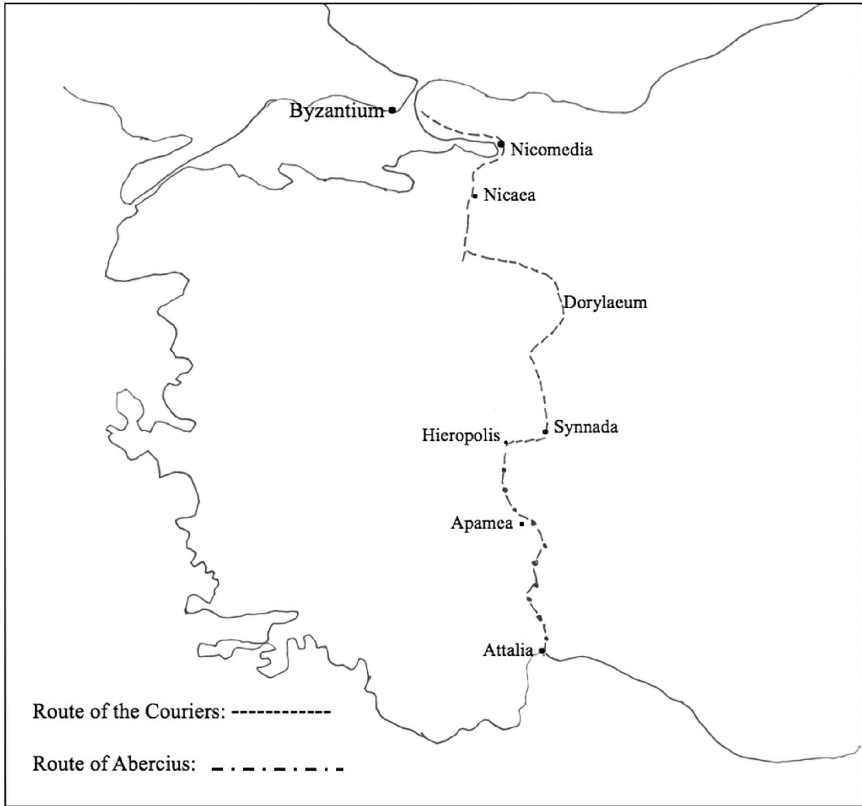 Byzantium
Nicomedia
Nicaea
Dorylaeum
Synnada
Hieropolis
Apamea
Attalia
Route of the Couriers:
Route of Abercius: